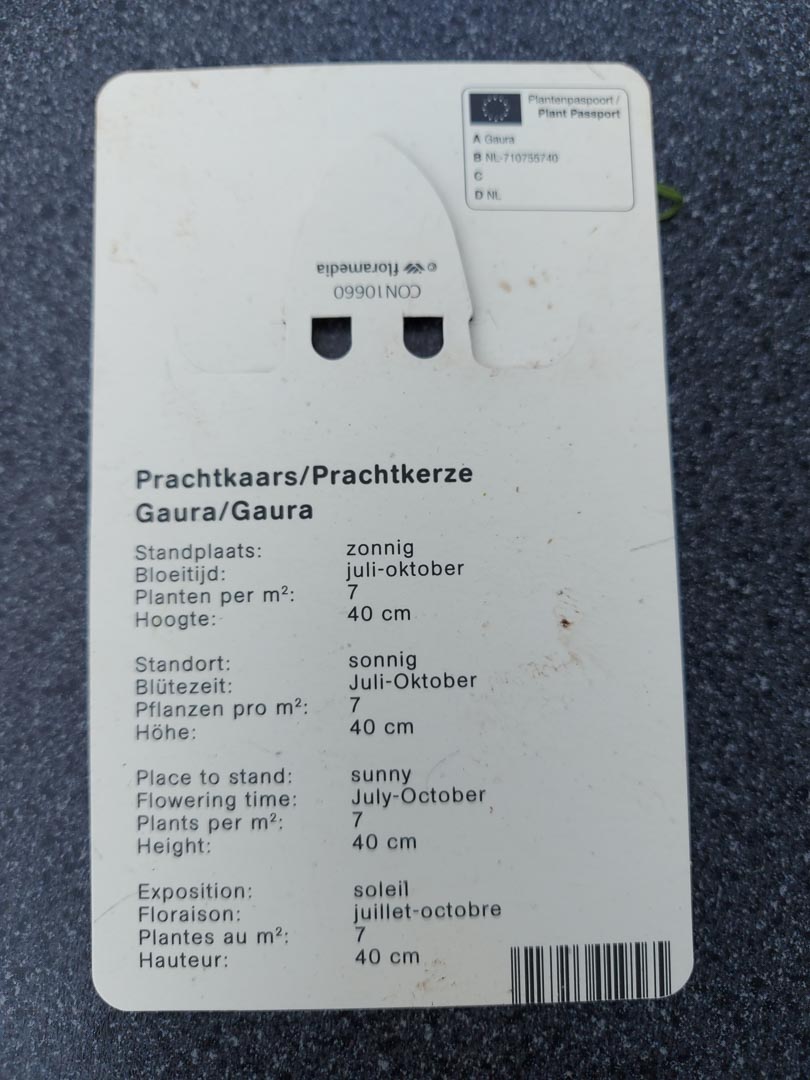 Plantenpaspoort /
Plant Passport
A Gaura
B NL-710755740
C
D NL
© floramedia
CON10660
Prachtkaars/Prachtkerze
Gaura/Gaura
Standplaats: zonnig
Bloeitijd: juli-oktober
Planten per m²: 7
Hoogte: 40 cm
Standort: sonnig
Blütezeit: Juli-Oktober
Pflanzen pro m²: 7
Höhe: 40 cm
Place to stand: sunny
Flowering time: July-October
Plants per m²: 7
Height: 40 cm
Exposition: soleil
Floraison: juillet-octobre
Plantes au m²: 7
Hauteur: 40 cm